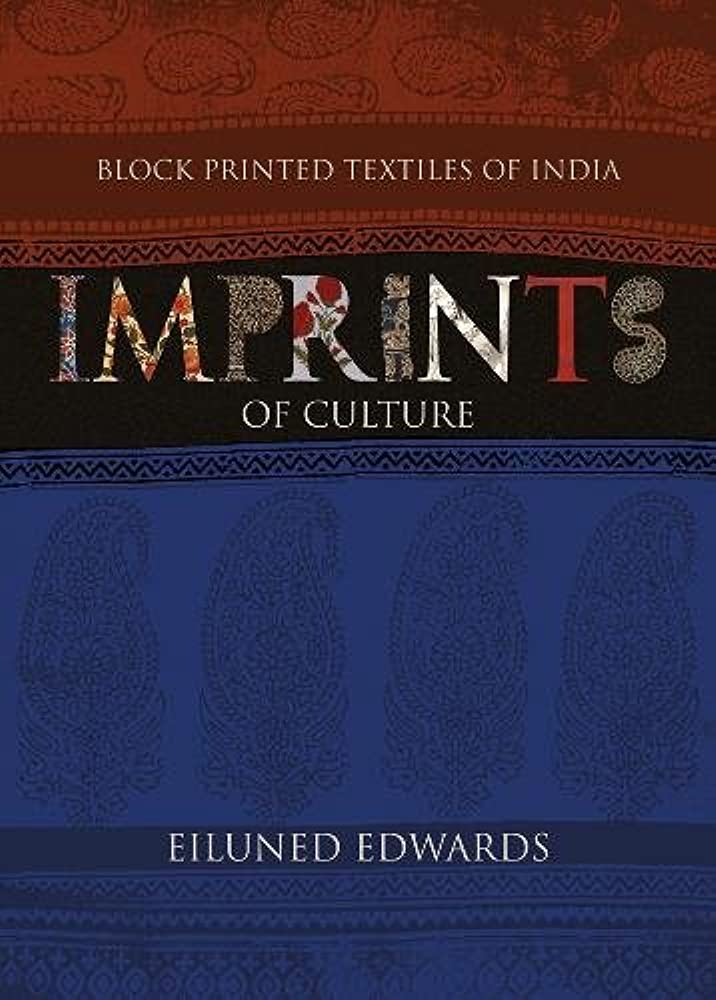 BLOCK PRINTED TEXTILES OF INDIA
IMPRINTS
OF CULTURE
EILUNED EDWARDS